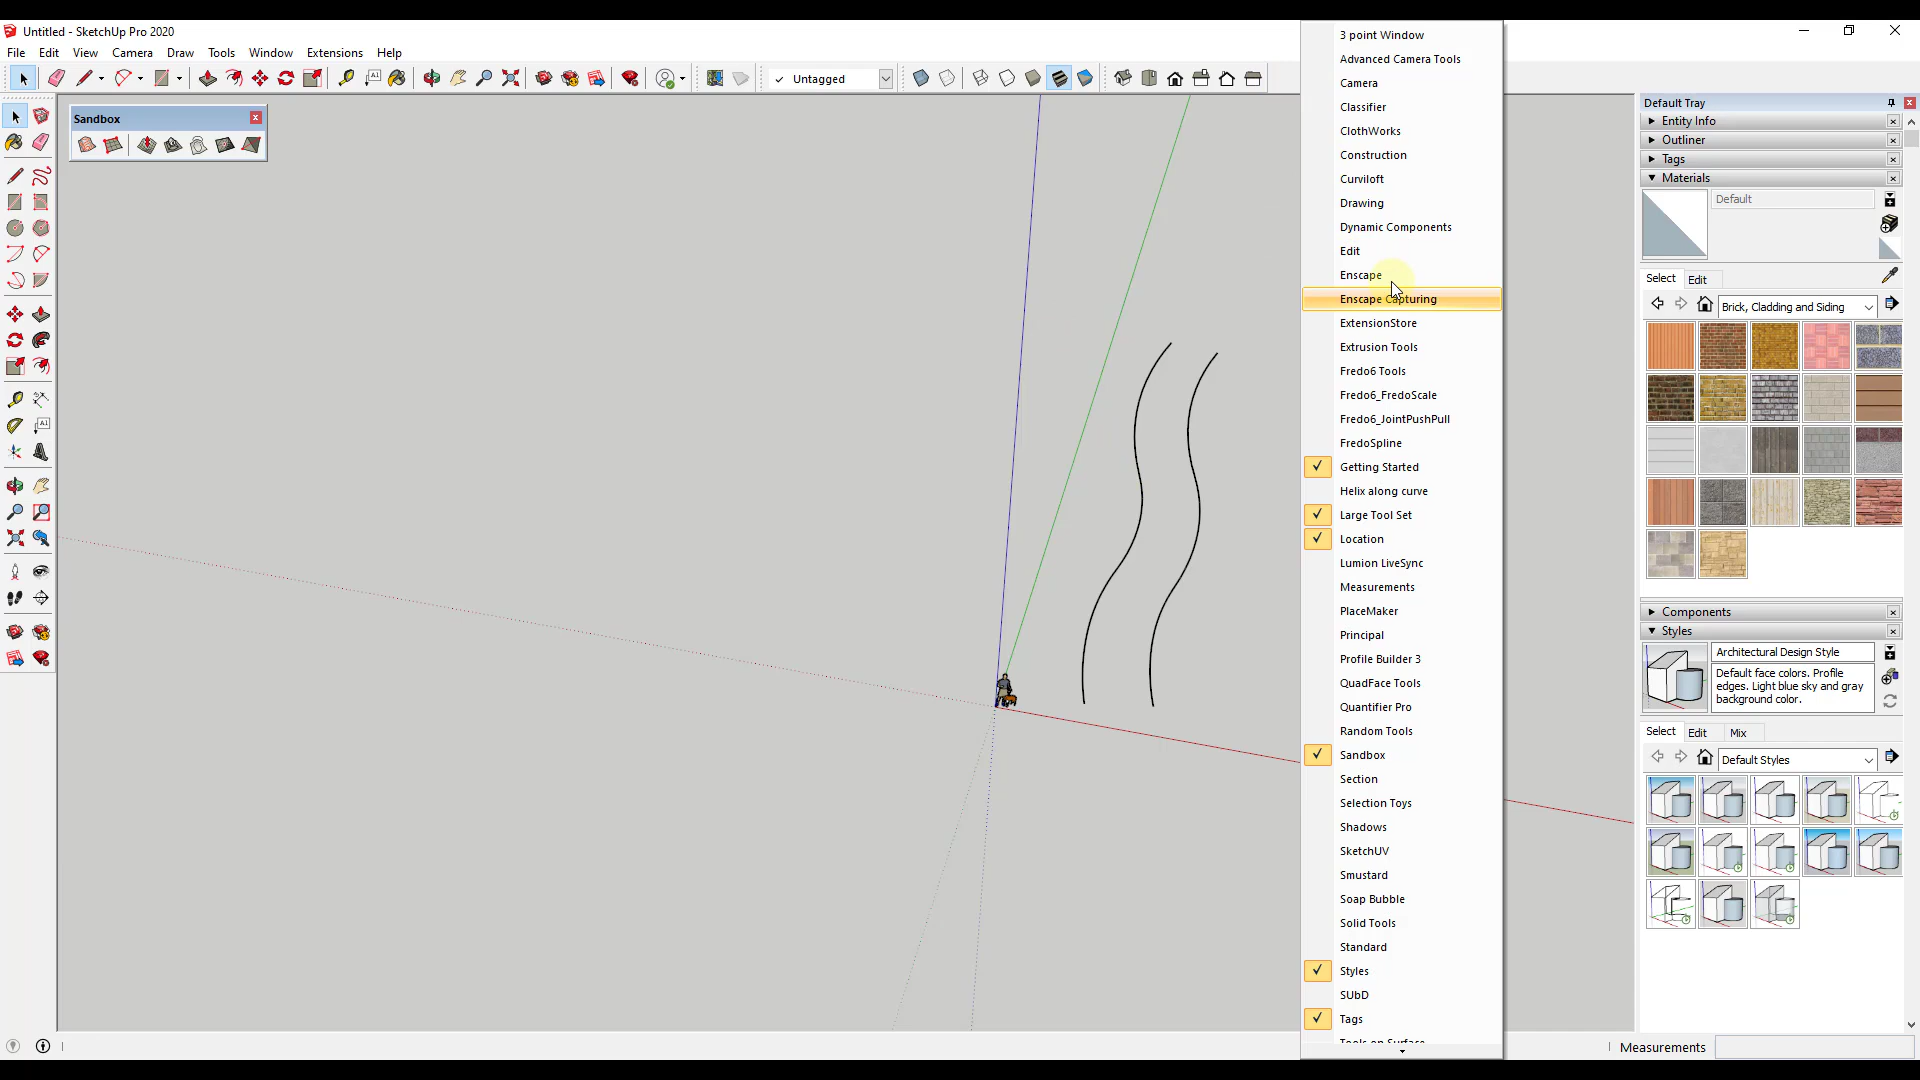 Untitled - SketchUp Pro 2020
File Edit View Camera Draw Tools Window Extensions Help
Untagged
Sandbox
3 point Window
Advanced Camera Tools
Camera
Classifier
ClothWorks
Construction
Curviloft
Drawing
Dynamic Components
Edit
Enscape
Enscape Capturing
ExtensionStore
Extrusion Tools
Fredo6 Tools
Fredo6_FredoScale
Fredo6_JointPushPull
FredoSpline
Getting Started
Helix along curve
Large Tool Set
Location
Lumion LiveSync
Measurements
PlaceMaker
Principal
Profile Builder 3
QuadFace Tools
Quantifier Pro
Random Tools
Sandbox
Section
Selection Toys
Shadows
SketchUV
Smustard
Soap Bubble
Solid Tools
Standard
Styles
SUbD
Tags
Tools on Surface
Default Tray
Entity Info
Outliner
Tags
Materials
Default
Select Edit
Brick, Cladding and Siding
Components
Styles
Architectural Design Style
Default face colors. Profile
edges. Light blue sky and gray
background color.
Select Edit Mix
Default Styles
Measurements